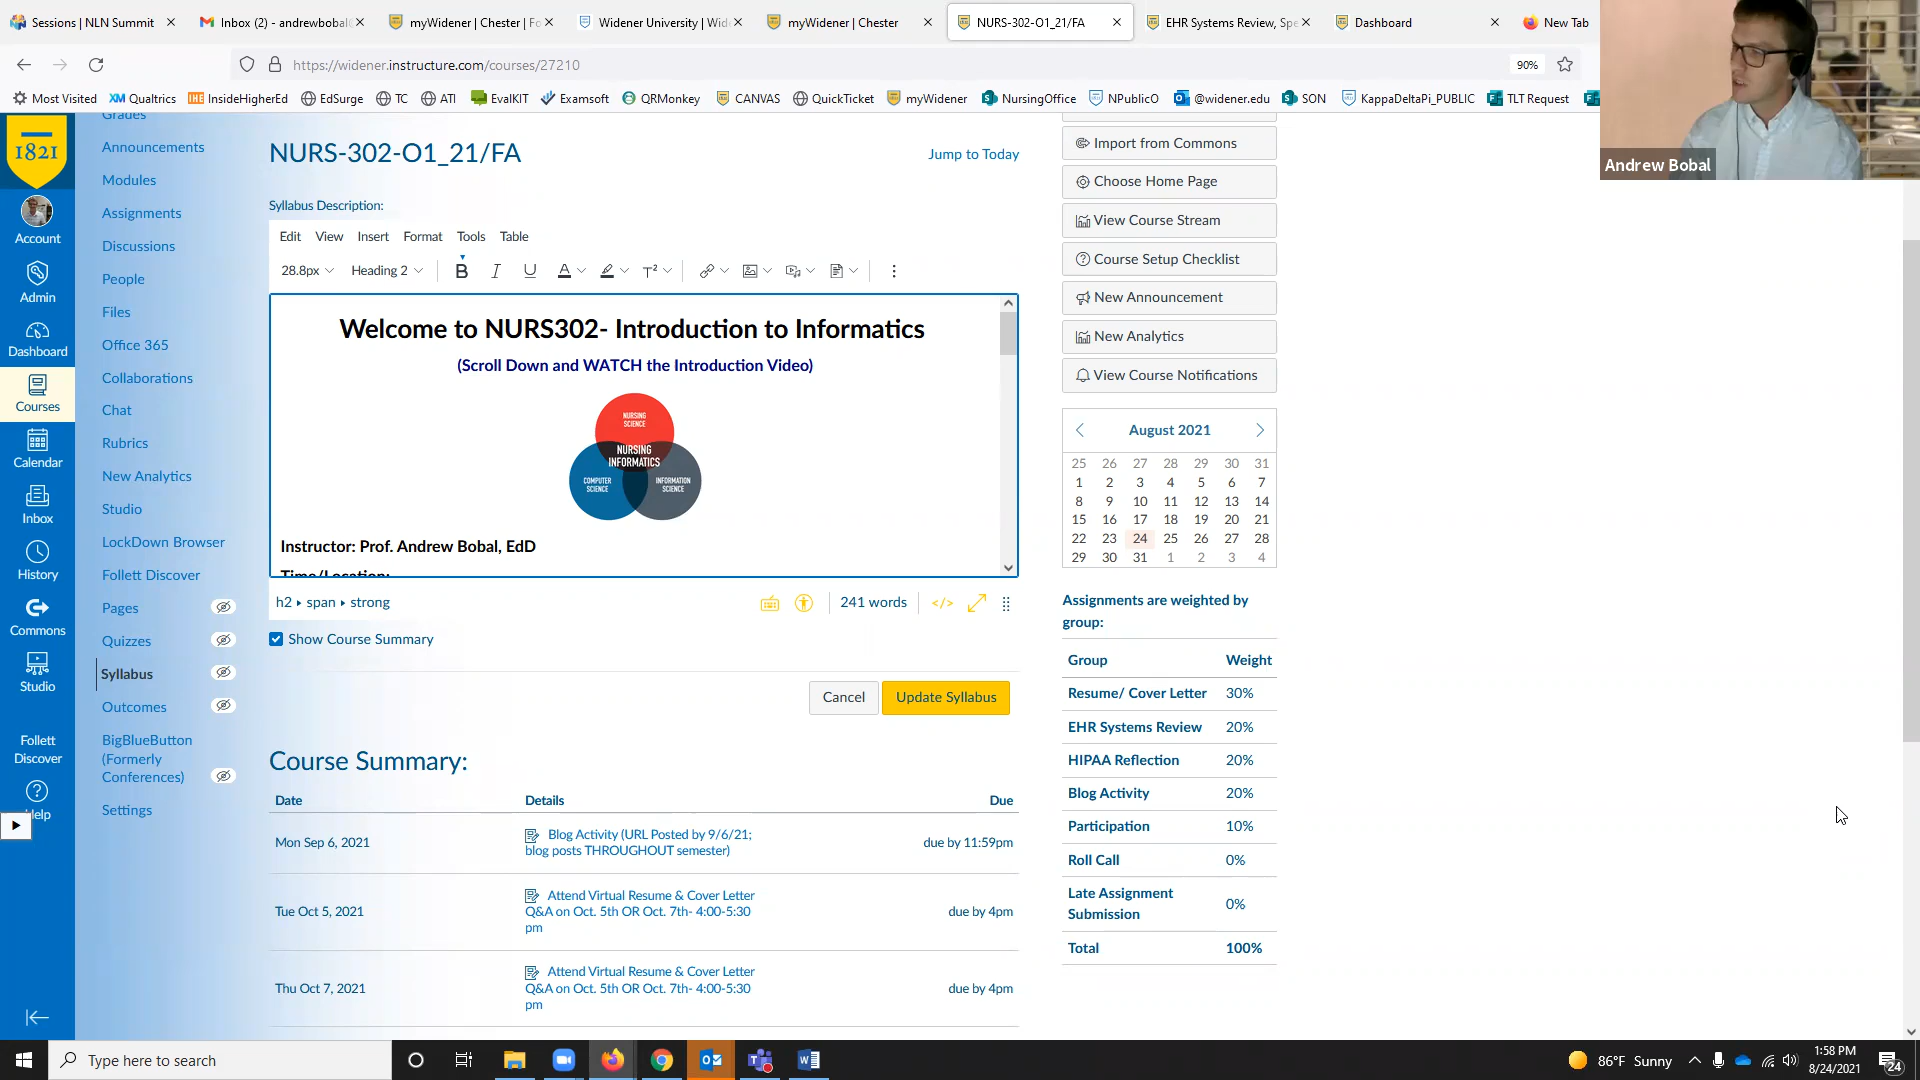 Sessions | NLN Summit
Inbox (2) - andrewbobal
myWidener | Chester | Fo
Widener University | Wid
myWidener | Chester
NURS-302-O1_21/FA
EHR Systems Review, Spe
Dashboard
New Tab
https://widener.instructure.com/courses/27210
90%
Most Visited
Qualtrics
InsideHigherEd
EdSurge
TC
ATI
EvalKIT
Examsoft
QRMonkey
CANVAS
QuickTicket
myWidener
NursingOffice
NPublicO
@widener.edu
SON
KappaDeltaPi_PUBLIC
TLT Request
Andrew Bobal
1821
Account
Admin
Dashboard
Courses
Calendar
Inbox
History
Commons
Studio
Follett
Discover
Help
Grades
Announcements
Modules
Assignments
Discussions
People
Files
Office 365
Collaborations
Chat
Rubrics
New Analytics
Studio
LockDown Browser
Follett Discover
Pages
Quizzes
Syllabus
Outcomes
BigBlueButton
(Formerly
Conferences)
Settings
NURS-302-O1_21/FA
Jump to Today
Syllabus Description:
Edit View Insert Format Tools Table
28.8px Heading 2 B I U A T²
Welcome to NURS302- Introduction to Informatics
(Scroll Down and WATCH the Introduction Video)
NURSING
SCIENCE
NURSING
INFORMATICS
COMPUTER
SCIENCE
INFORMATION
SCIENCE
Instructor: Prof. Andrew Bobal, EdD
Time/Location:
h2 ▸ span ▸ strong
241 words
</>
Show Course Summary
Cancel
Update Syllabus
Course Summary:
Date Details Due
Mon Sep 6, 2021
Blog Activity (URL Posted by 9/6/21;
blog posts THROUGHOUT semester)
due by 11:59pm
Tue Oct 5, 2021
Attend Virtual Resume & Cover Letter
Q&A on Oct. 5th OR Oct. 7th- 4:00-5:30
pm
due by 4pm
Thu Oct 7, 2021
Attend Virtual Resume & Cover Letter
Q&A on Oct. 5th OR Oct. 7th- 4:00-5:30
pm
due by 4pm
Import from Commons
Choose Home Page
View Course Stream
Course Setup Checklist
New Announcement
New Analytics
View Course Notifications
August 2021
25 26 27 28 29 30 31
1 2 3 4 5 6 7
8 9 10 11 12 13 14
15 16 17 18 19 20 21
22 23 24 25 26 27 28
29 30 31 1 2 3 4
Assignments are weighted by
group:
Group Weight
Resume/ Cover Letter 30%
EHR Systems Review 20%
HIPAA Reflection 20%
Blog Activity 20%
Participation 10%
Roll Call 0%
Late Assignment
Submission 0%
Total 100%
Type here to search
86°F Sunny
1:58 PM
8/24/2021
24